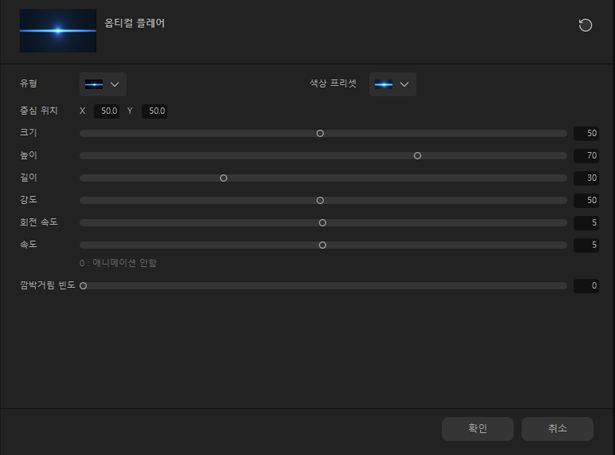 옵티컬 플레어
유형 색상 프리셋
중심 위치 X 50.0 Y 50.0
크기 50
높이 70
길이 30
강도 50
회전 속도 5
속도 5
0 : 애니메이션 안함
깜박거림 빈도 0
확인 취소